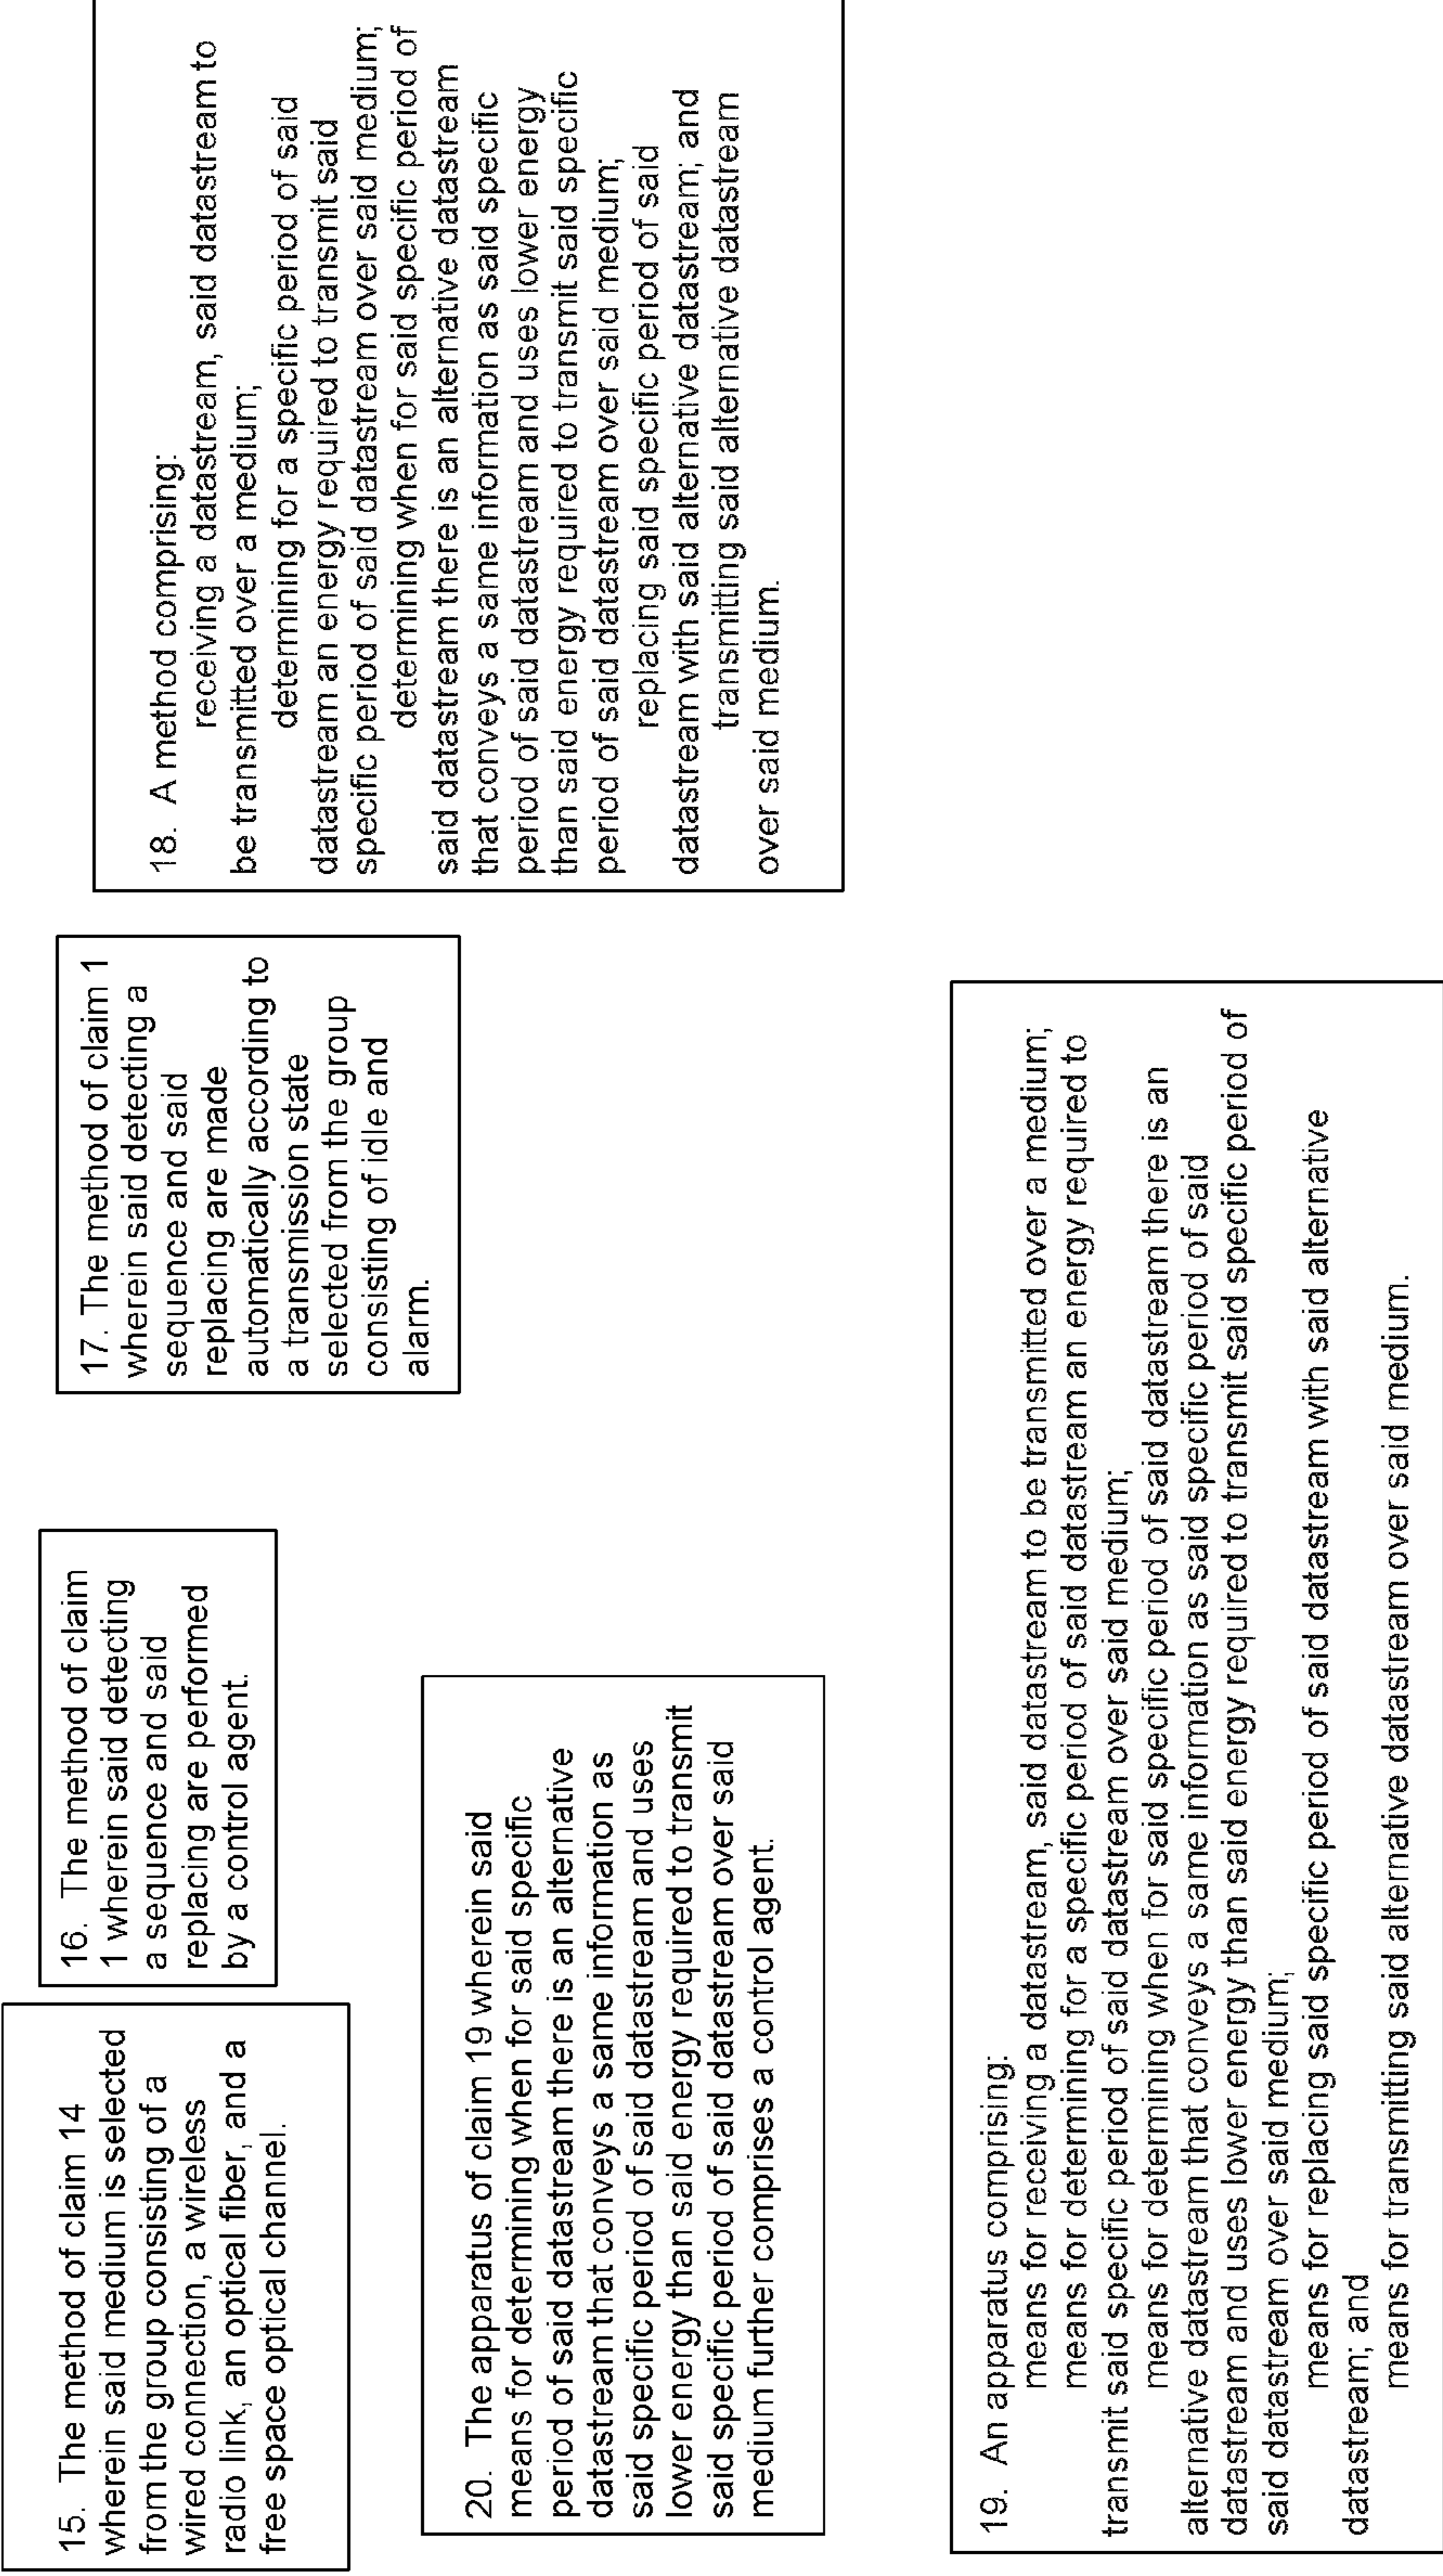 15.  The method of claim 14
wherein said medium is selected
from the group consisting of a
wired connection, a wireless
radio link, an optical fiber, and a
free space optical channel.
16.  The method of claim
1 wherein said detecting
a sequence and said
replacing are performed
by a control agent.
17. The method of claim 1
wherein said detecting a
sequence and said
replacing are made
automatically according to
a transmission state
selected from the group
consisting of idle and
alarm.
18.  A method comprising:
receiving a datastream, said datastream to
be transmitted over a medium;
determining for a specific period of said
datastream an energy required to transmit said
specific period of said datastream over said medium;
determining when for said specific period of
said datastream there is an alternative datastream
that conveys a same information as said specific
period of said datastream and uses lower energy
than said energy required to transmit said specific
period of said datastream over said medium;
replacing said specific period of said
datastream with said alternative datastream; and
transmitting said alternative datastream
over said medium.
20.  The apparatus of claim 19 wherein said
means for determining when for said specific
period of said datastream there is an alternative
datastream that conveys a same information as
said specific period of said datastream and uses
lower energy than said energy required to transmit
said specific period of said datastream over said
medium further comprises a control agent.
19.  An apparatus comprising:
means for receiving a datastream, said datastream to be transmitted over a medium;
means for determining for a specific period of said datastream an energy required to
transmit said specific period of said datastream over said medium;
means for determining when for said specific period of said datastream there is an
alternative datastream that conveys a same information as said specific period of said
datastream and uses lower energy than said energy required to transmit said specific period of
said datastream over said medium;
means for replacing said specific period of said datastream with said alternative
datastream; and
means for transmitting said alternative datastream over said medium.